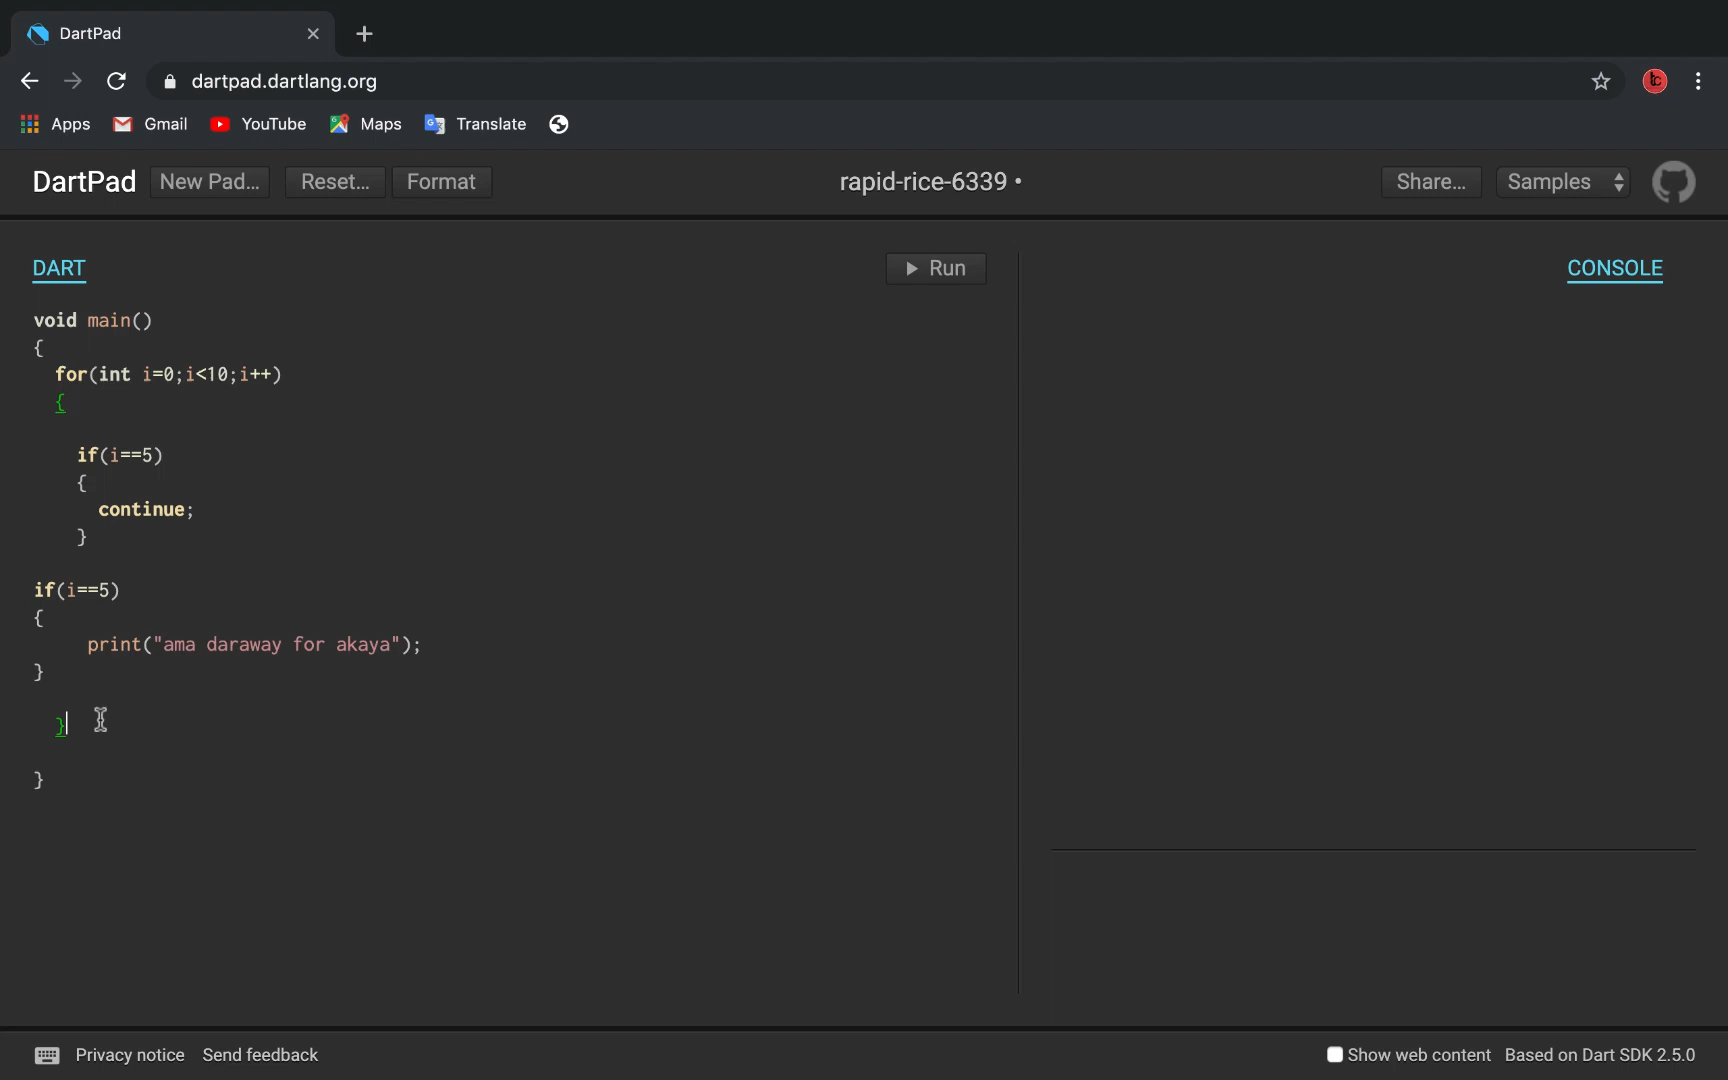 DartPad
dartpad.dartlang.org
Apps Gmail YouTube Maps Translate
DartPad New Pad... Reset... Format rapid-rice-6339 • Share... Samples
DART Run CONSOLE
void main()
{
for(int i=0;i<10;i++)
{
if(i==5)
{
continue;
}
if(i==5)
{
print("ama daraway for akaya");
}
}
}
Privacy notice Send feedback Show web content Based on Dart SDK 2.5.0